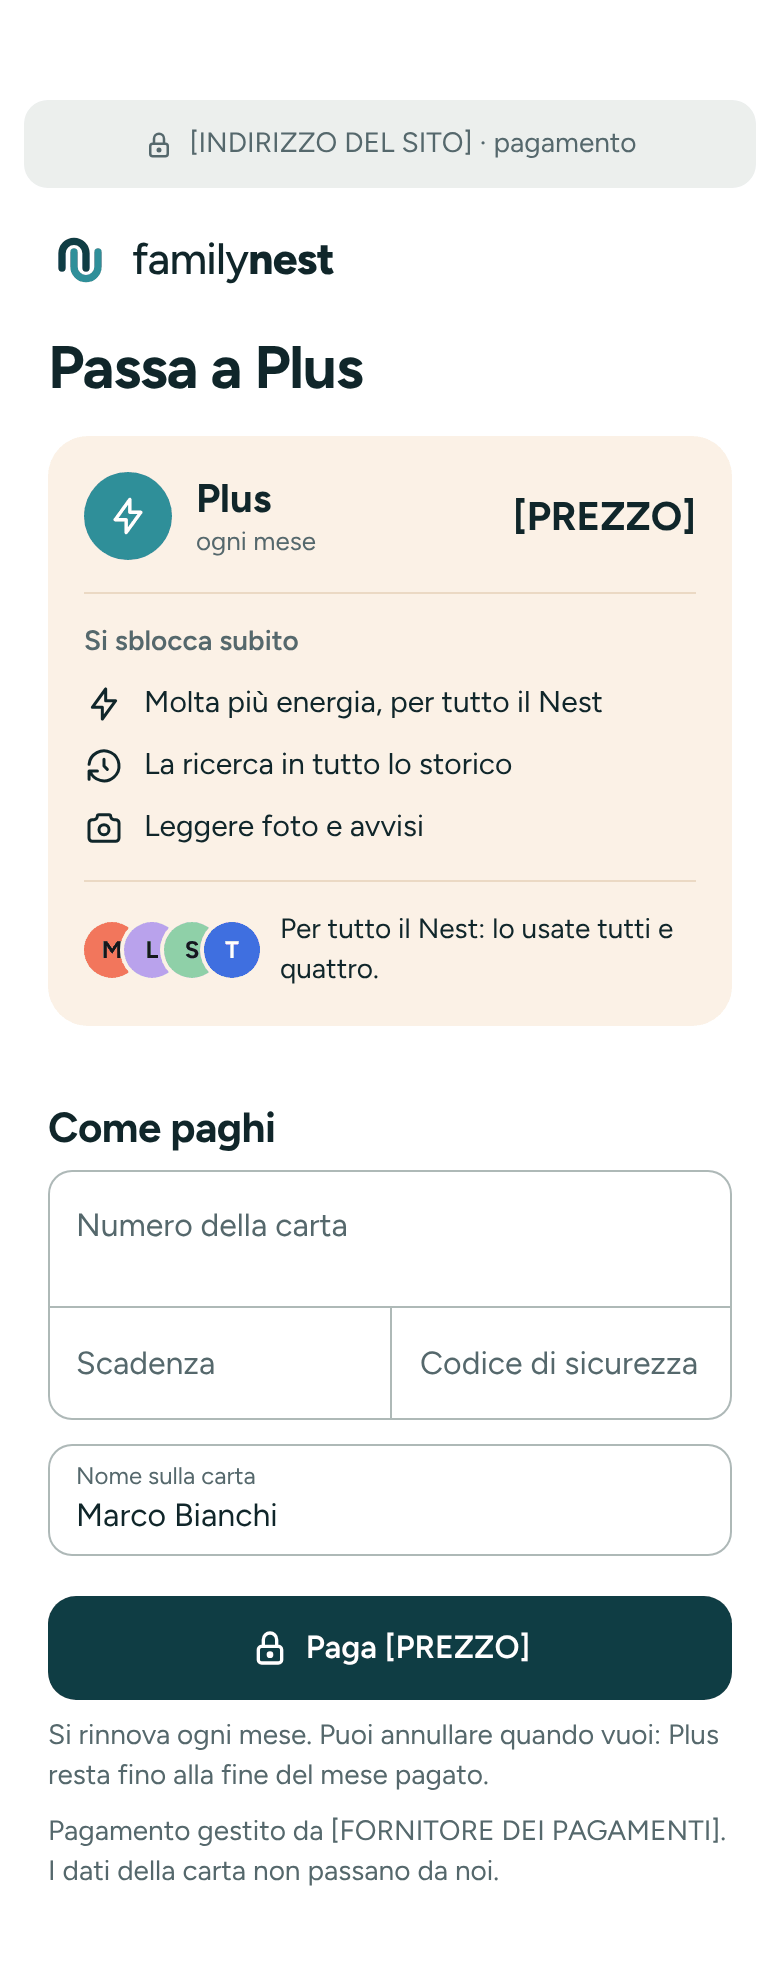 [INDIRIZZO DEL SITO] · pagamento
familynest
Passa a Plus
Plus
ogni mese
[PREZZO]
Si sblocca subito
Molta più energia, per tutto il Nest
La ricerca in tutto lo storico
Leggere foto e avvisi
M L S T
Per tutto il Nest: lo usate tutti e
quattro.
Come paghi
Numero della carta
Scadenza
Codice di sicurezza
Nome sulla carta
Marco Bianchi
Paga [PREZZO]
Si rinnova ogni mese. Puoi annullare quando vuoi: Plus
resta fino alla fine del mese pagato.
Pagamento gestito da [FORNITORE DEI PAGAMENTI].
I dati della carta non passano da noi.